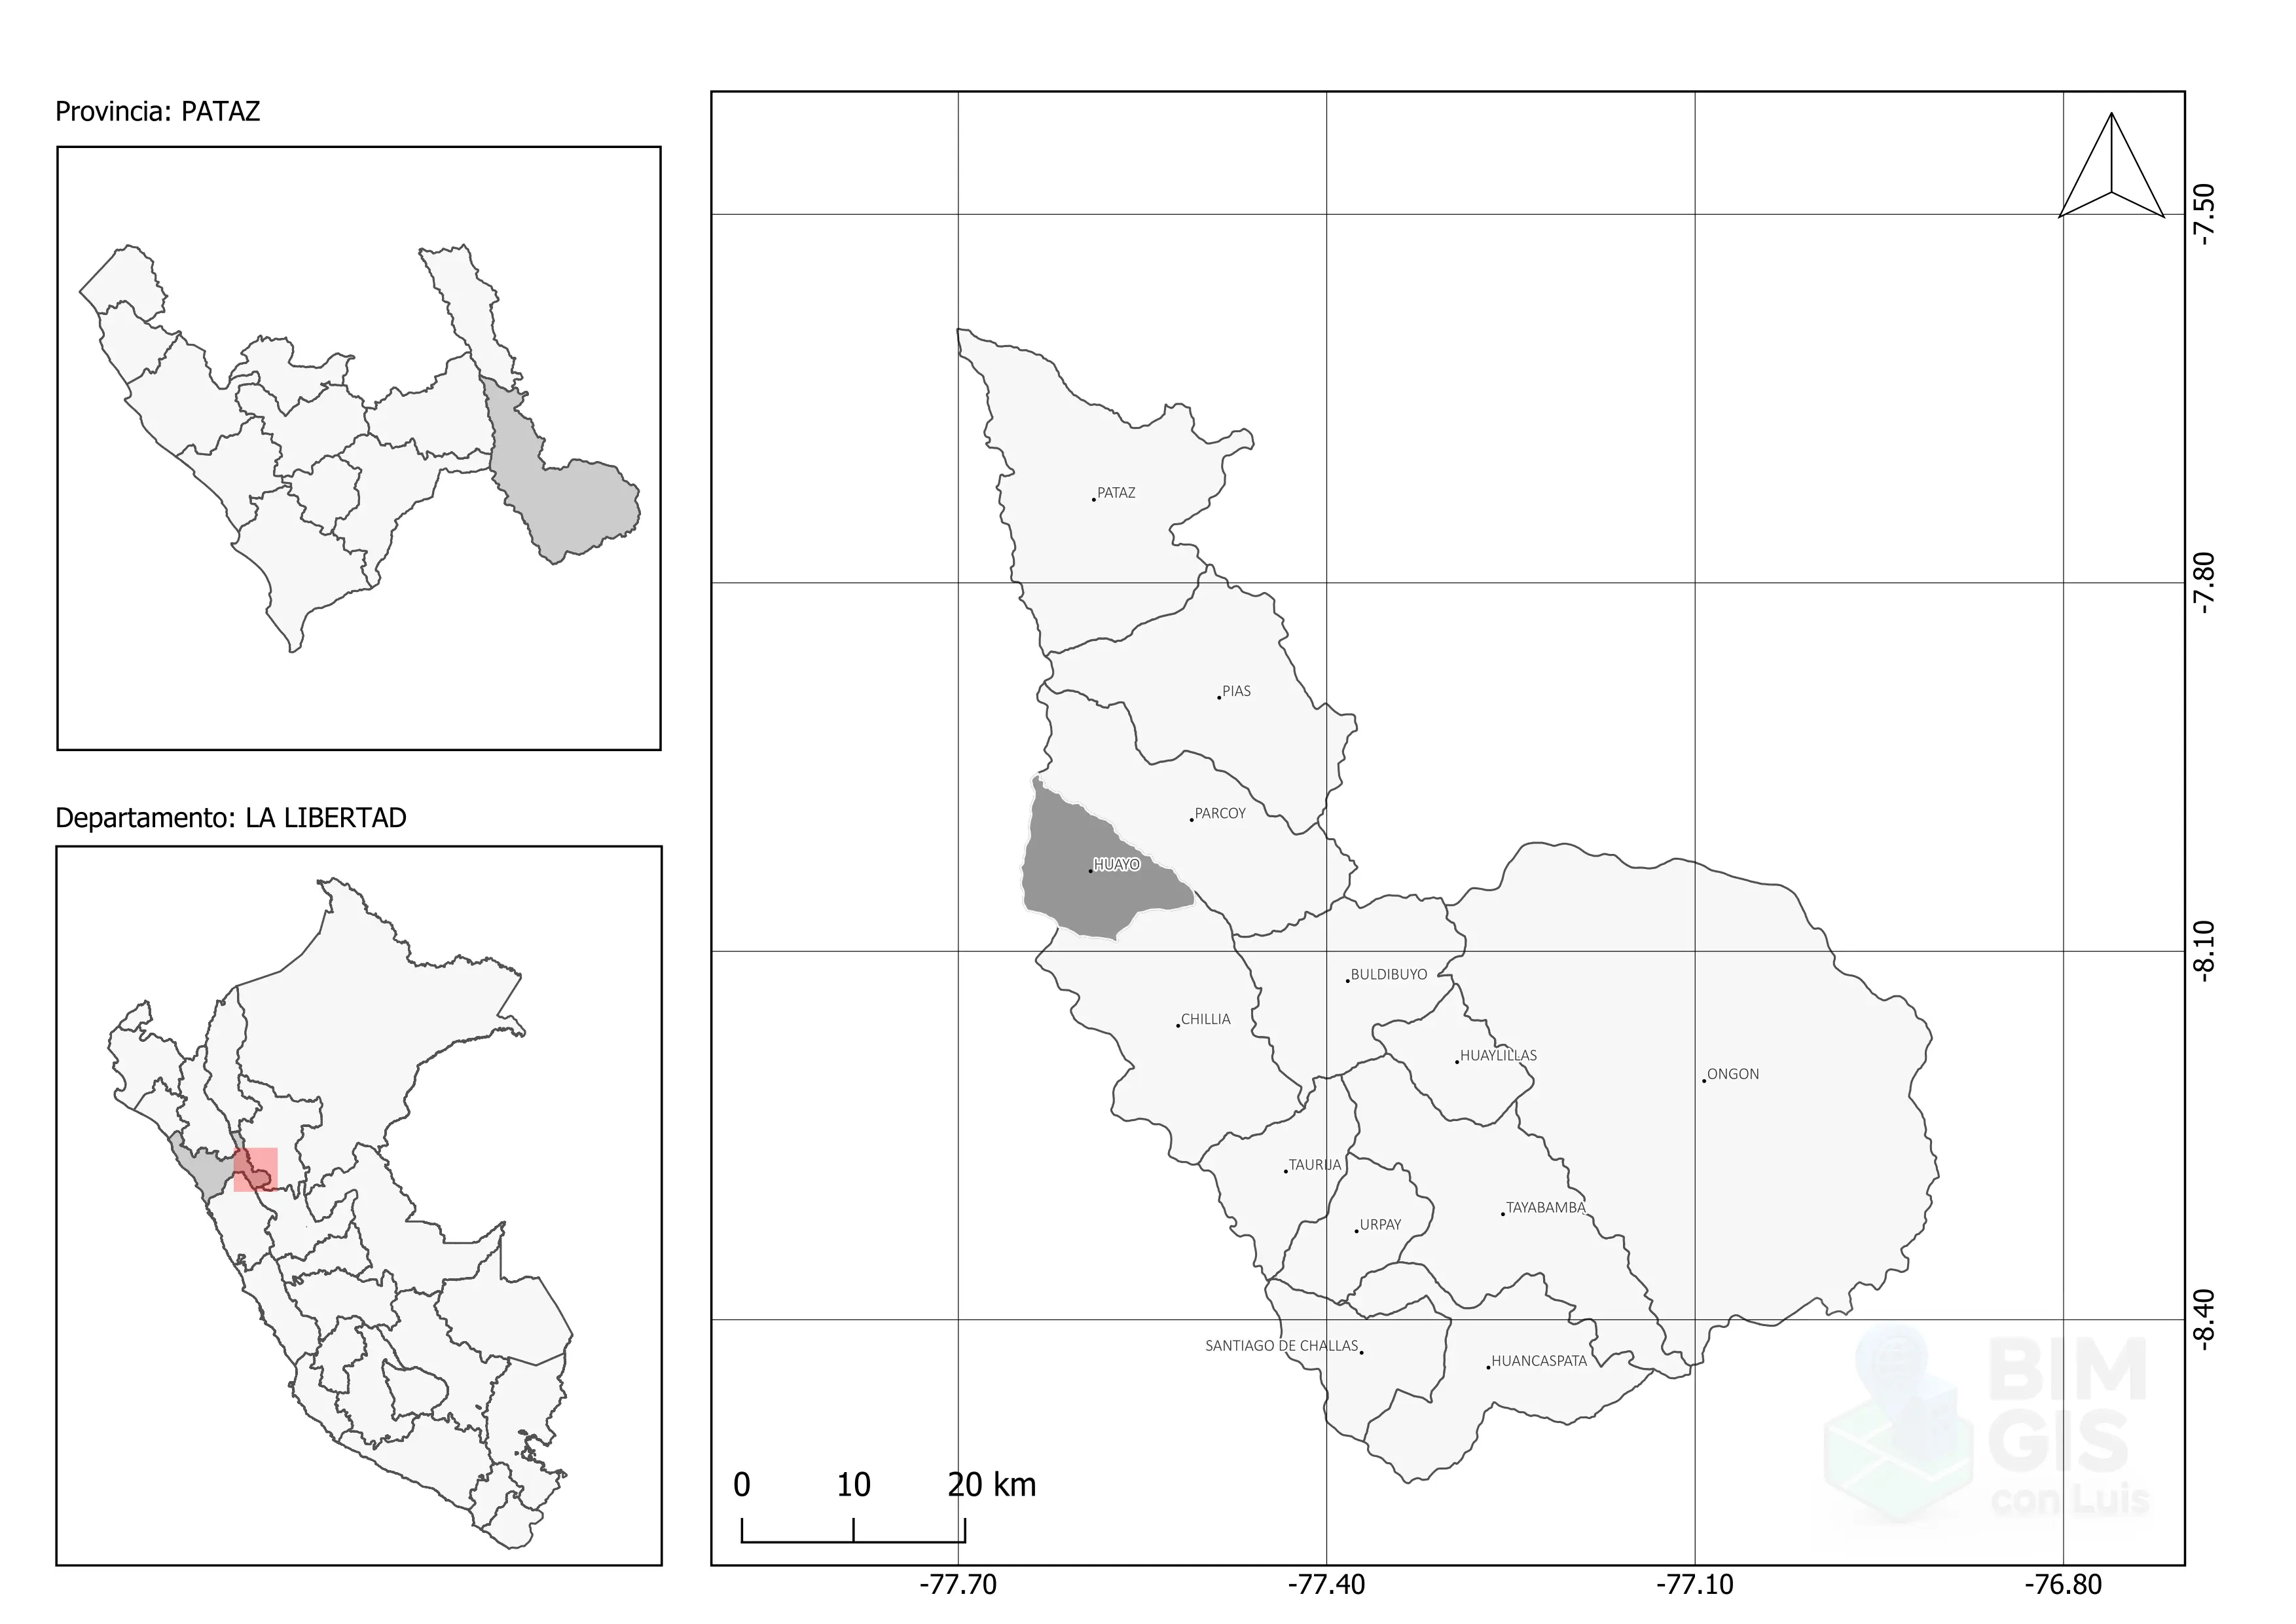 Provincia: PATAZ
Departamento: LA LIBERTAD
PATAZ
PIAS
PARCOY
HUAYO
BULDIBUYO
CHILLIA
HUAYLILLAS
ONGON
TAURIJA
TAYABAMBA
URPAY
SANTIAGO DE CHALLAS
HUANCASPATA
-7.50
-7.80
-8.10
-8.40
0 10 20 km
-77.70 -77.40 -77.10 -76.80
BIM
GIS
con Luis